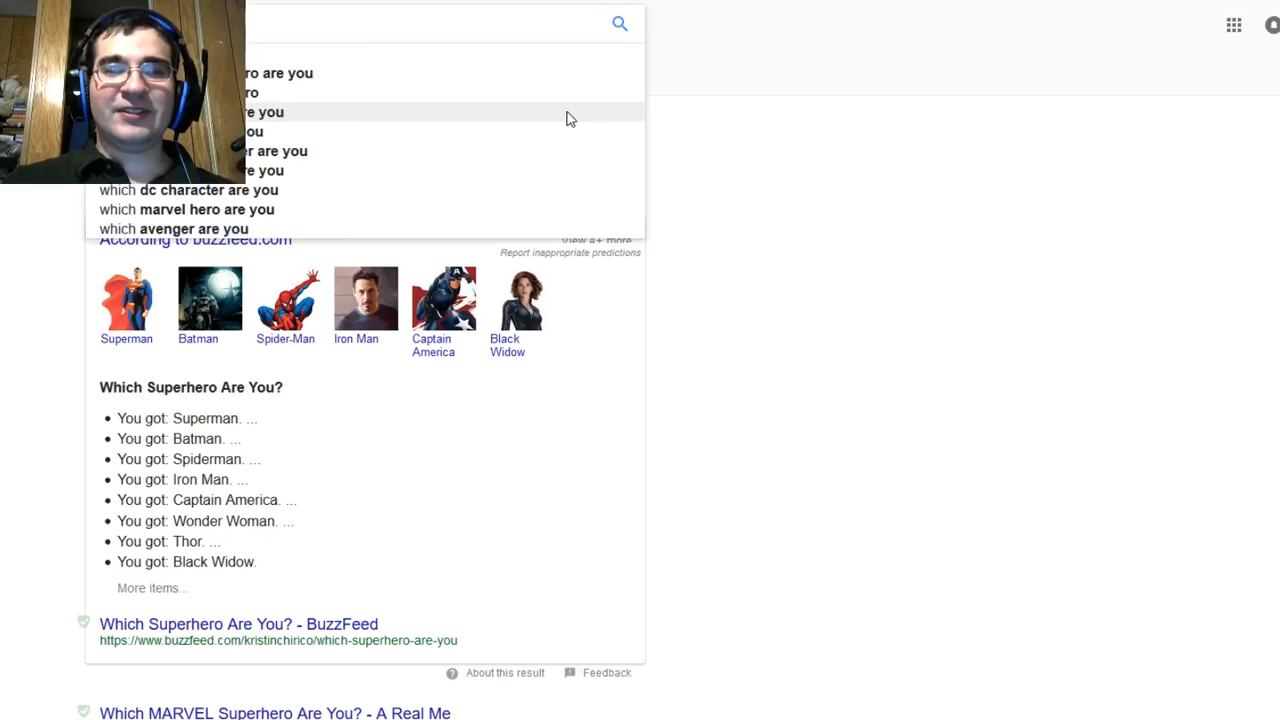 ro are you
ro
e you
you
er are you
re you
which dc character are you
which marvel hero are you
which avenger are you
According to buzzfeed.com
View 4+ more
Report inappropriate predictions
Superman Batman Spider-Man Iron Man Captain America Black Widow
Which Superhero Are You?
• You got: Superman. ...
• You got: Batman. ...
• You got: Spiderman. ...
• You got: Iron Man. ...
• You got: Captain America. ...
• You got: Wonder Woman. ...
• You got: Thor. ...
• You got: Black Widow.
More items...
Which Superhero Are You? - BuzzFeed
https://www.buzzfeed.com/kristinchirico/which-superhero-are-you
About this result Feedback
Which MARVEL Superhero Are You? - A Real Me